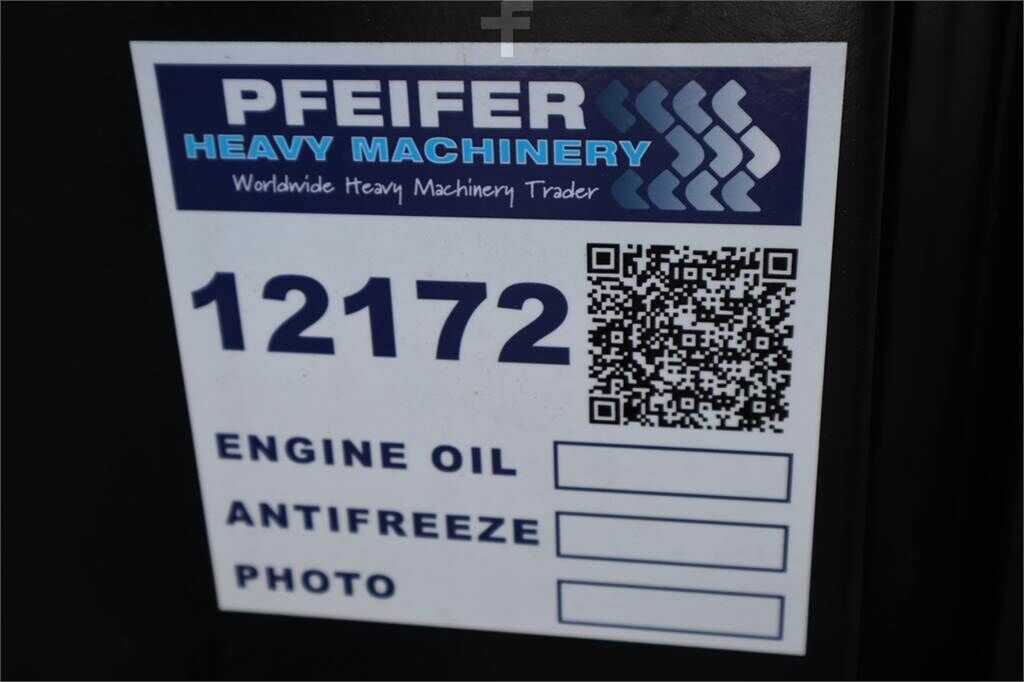 f
PFEIFER
HEAVY MACHINERY
Worldwide Heavy Machinery Trader
12172
ENGINE OIL
ANTIFREEZE
PHOTO